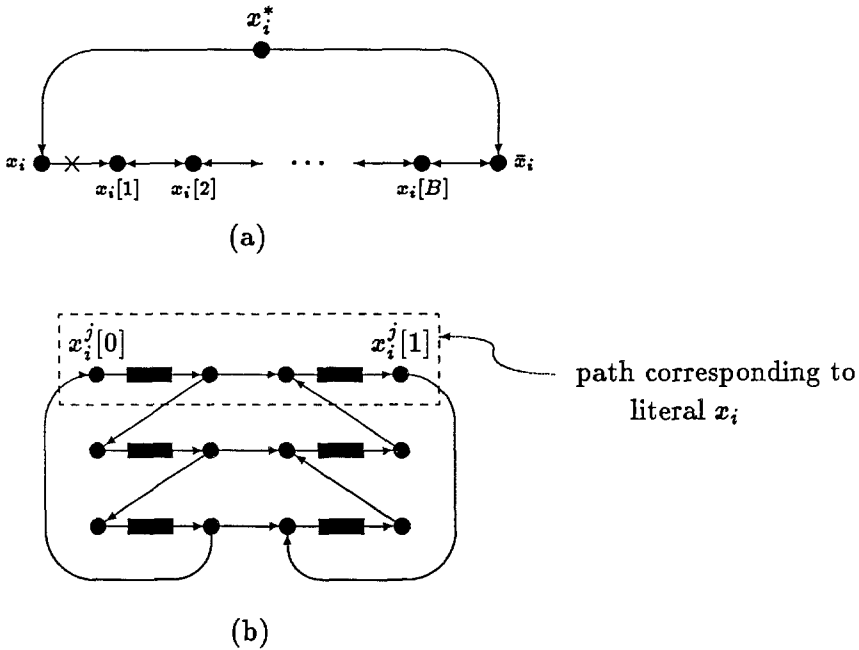 x_i^*
x_i
x̄_i
x_i[1] x_i[2] ⋯ x_i[B]
(a)
x_i^j[0] x_i^j[1]
path corresponding to
literal x_i
(b)